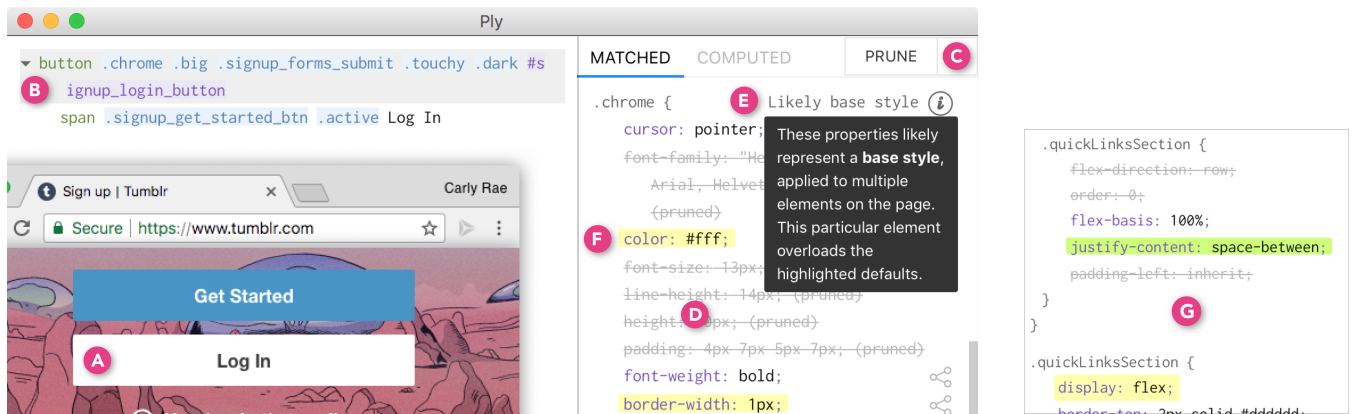 Ply
button .chrome .big .signup_forms_submit .touchy .dark #s
B
ignup_login_button
span .signup_get_started_btn .active Log In
Sign up | Tumblr
Carly Rae
Secure
https://www.tumblr.com
Get Started
A
Log In
MATCHED
COMPUTED
PRUNE
C
.chrome {
E
Likely base style
cursor: pointer;
font-family: "He
Arial, Helvet
(pruned)
F
color: #fff;
font-size: 13px;
line-height: 14px; (pruned)
D
height: 0px; (pruned)
padding: 4px 7px 5px 7px; (pruned)
font-weight: bold;
border-width: 1px;
These properties likely
represent a base style,
applied to multiple
elements on the page.
This particular element
overloads the
highlighted defaults.
.quickLinksSection {
flex-direction: row;
order: 0;
flex-basis: 100%;
justify-content: space-between;
padding-left: inherit;
}
G
}
.quickLinksSection {
display: flex;
border-top: 2px solid #dddddd;